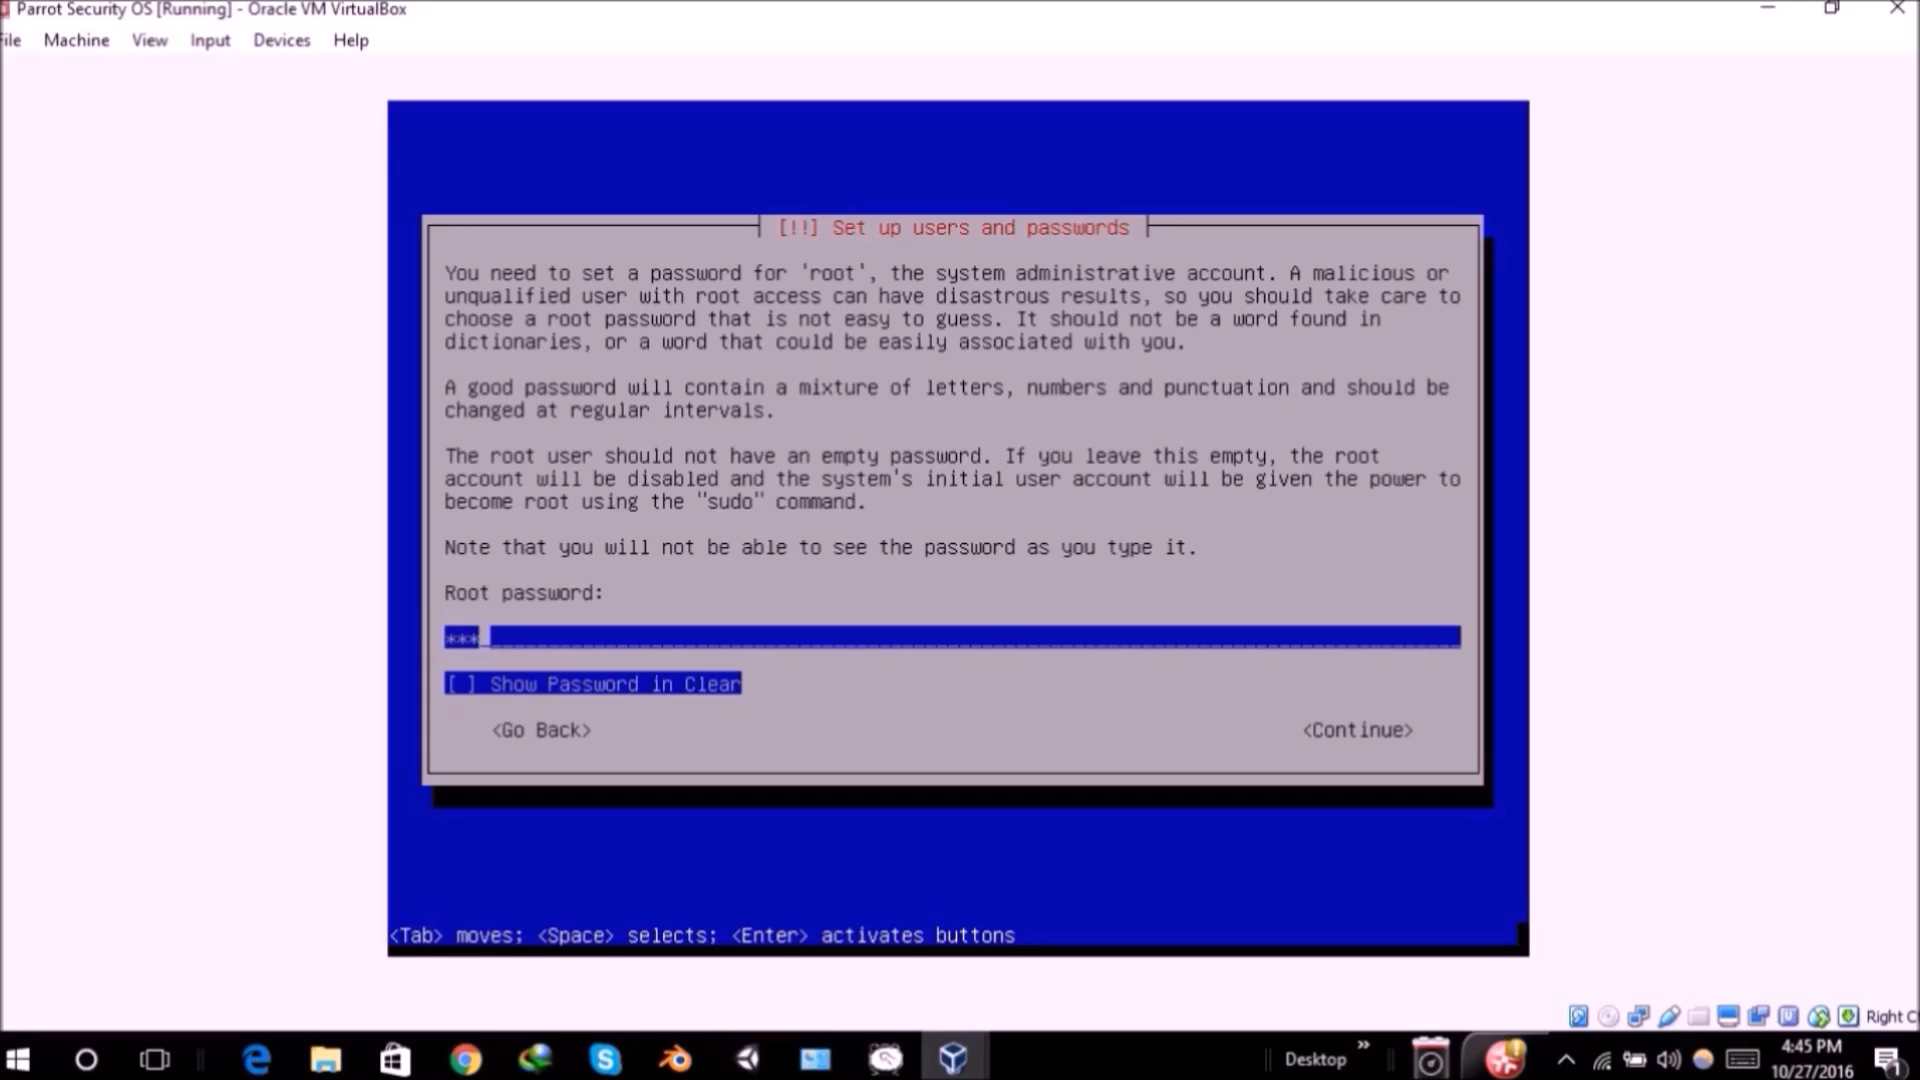 Parrot Security OS [Running] - Oracle VM VirtualBox
File Machine View Input Devices Help
[!!] Set up users and passwords
You need to set a password for 'root', the system administrative account. A malicious or
unqualified user with root access can have disastrous results, so you should take care to
choose a root password that is not easy to guess. It should not be a word found in
dictionaries, or a word that could be easily associated with you.
A good password will contain a mixture of letters, numbers and punctuation and should be
changed at regular intervals.
The root user should not have an empty password. If you leave this empty, the root
account will be disabled and the system's initial user account will be given the power to
become root using the "sudo" command.
Note that you will not be able to see the password as you type it.
Root password:
***
[ ] Show Password in Clear
<Go Back> <Continue>
<Tab> moves; <Space> selects; <Enter> activates buttons
Right C
Desktop
4:45 PM
10/27/2016